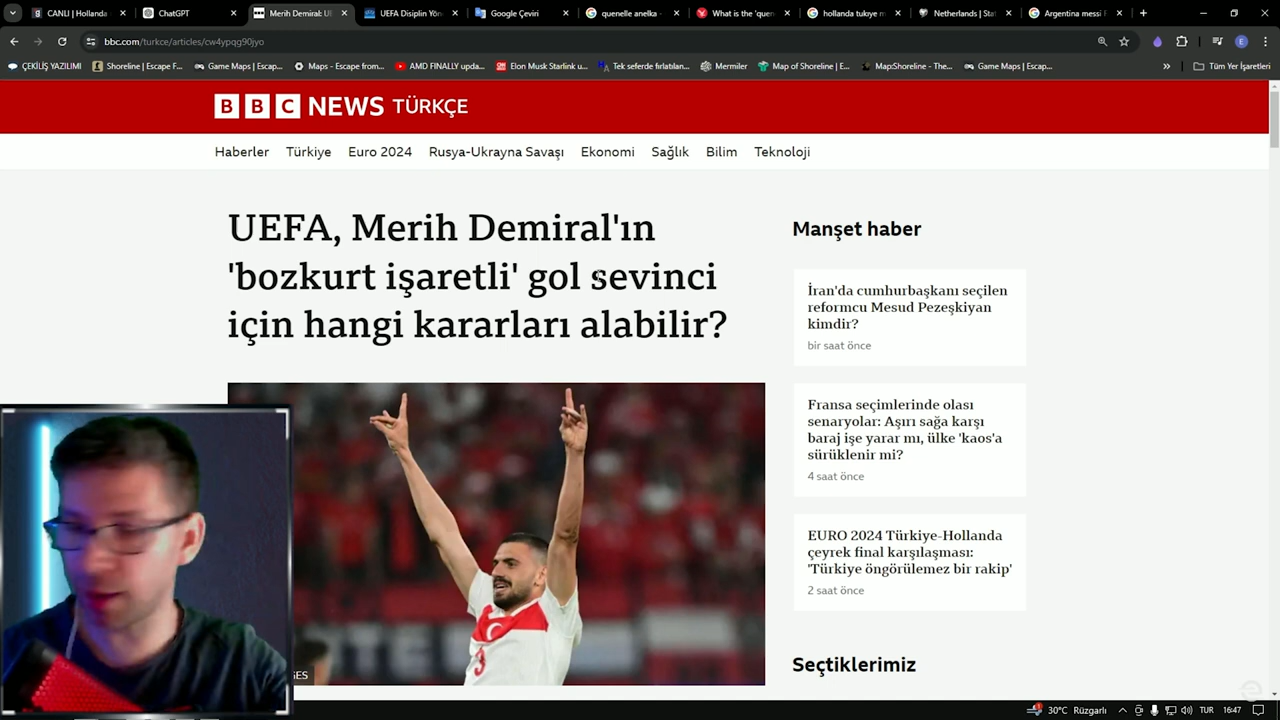 CANLI | Hollanda
ChatGPT
Merih Demiral: U
UEFA Disiplin Yön
Google Çeviri
quenelle anelka -
What is the 'quen
hollanda tukiye m
Netherlands | Stat
Argentina messi F
bbc.com/turkce/articles/cw4ypqg90jyo
ÇEKİLİŞ YAZILIMI
Shoreline | Escape F...
Game Maps | Escap...
Maps - Escape from...
AMD FINALLY upda...
Elon Musk Starlink u...
Tek seferde fırlatılan...
Mermiler
Map of Shoreline | E...
MapShoreline - The...
Game Maps | Escap...
Tüm Yer İşaretleri
BBC NEWS TÜRKÇE
Haberler
Türkiye
Euro 2024
Rusya-Ukrayna Savaşı
Ekonomi
Sağlık
Bilim
Teknoloji
UEFA, Merih Demiral'ın
'bozkurt işaretli' gol sevinci
için hangi kararları alabilir?
Manşet haber
İran'da cumhurbaşkanı seçilen
reformcu Mesud Pezeşkiyan
kimdir?
bir saat önce
Fransa seçimlerinde olası
senaryolar: Aşırı sağa karşı
baraj işe yarar mı, ülke 'kaos'a
sürüklenir mi?
4 saat önce
EURO 2024 Türkiye-Hollanda
çeyrek final karşılaşması:
'Türkiye öngörülemez bir rakip'
2 saat önce
Seçtiklerimiz
GES
3
30°C Rüzgarlı
TUR
16:47